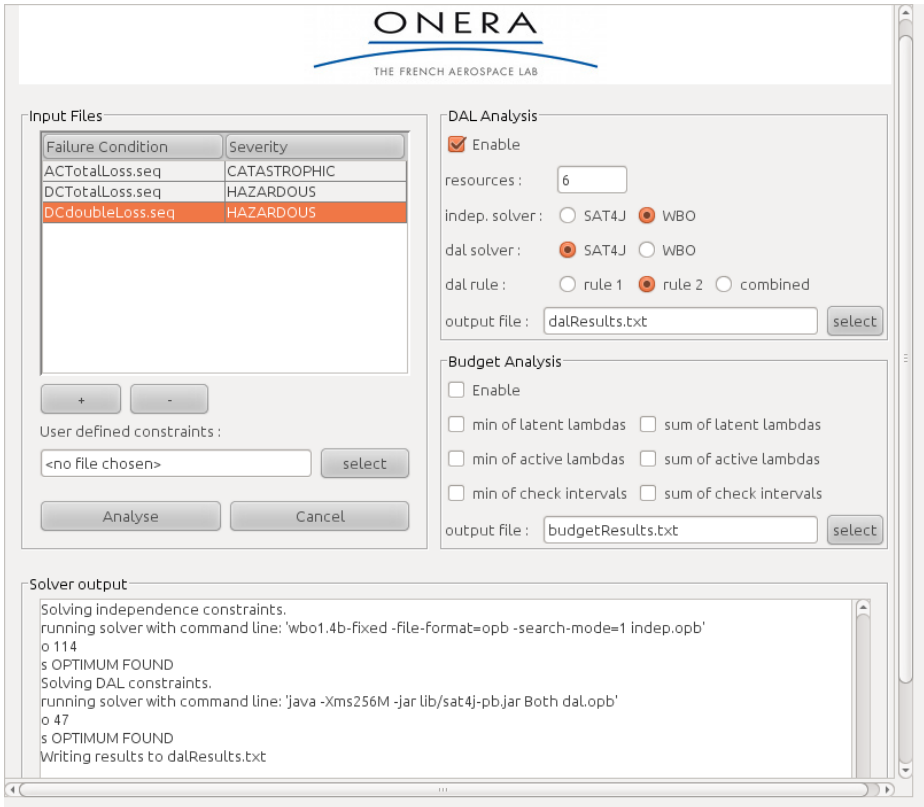 ONERA
THE FRENCH AEROSPACE LAB
Input Files
Failure Condition Severity
ACTotalLoss.seq CATASTROPHIC
DCTotalLoss.seq HAZARDOUS
DCdoubleLoss.seq HAZARDOUS
+ -
User defined constraints :
<no file chosen> select
Analyse Cancel
DAL Analysis
Enable
resources : 6
indep. solver : SAT4J WBO
dal solver : SAT4J WBO
dal rule : rule 1 rule 2 combined
output file : dalResults.txt select
Budget Analysis
Enable
min of latent lambdas sum of latent lambdas
min of active lambdas sum of active lambdas
min of check intervals sum of check intervals
output file : budgetResults.txt select
Solver output
Solving independence constraints.
running solver with command line: 'wbo1.4b-fixed -file-format=opb -search-mode=1 indep.opb'
o 114
s OPTIMUM FOUND
Solving DAL constraints.
running solver with command line: 'java -Xms256M -jar lib/sat4j-pb.jar Both dal.opb'
o 47
s OPTIMUM FOUND
Writing results to dalResults.txt